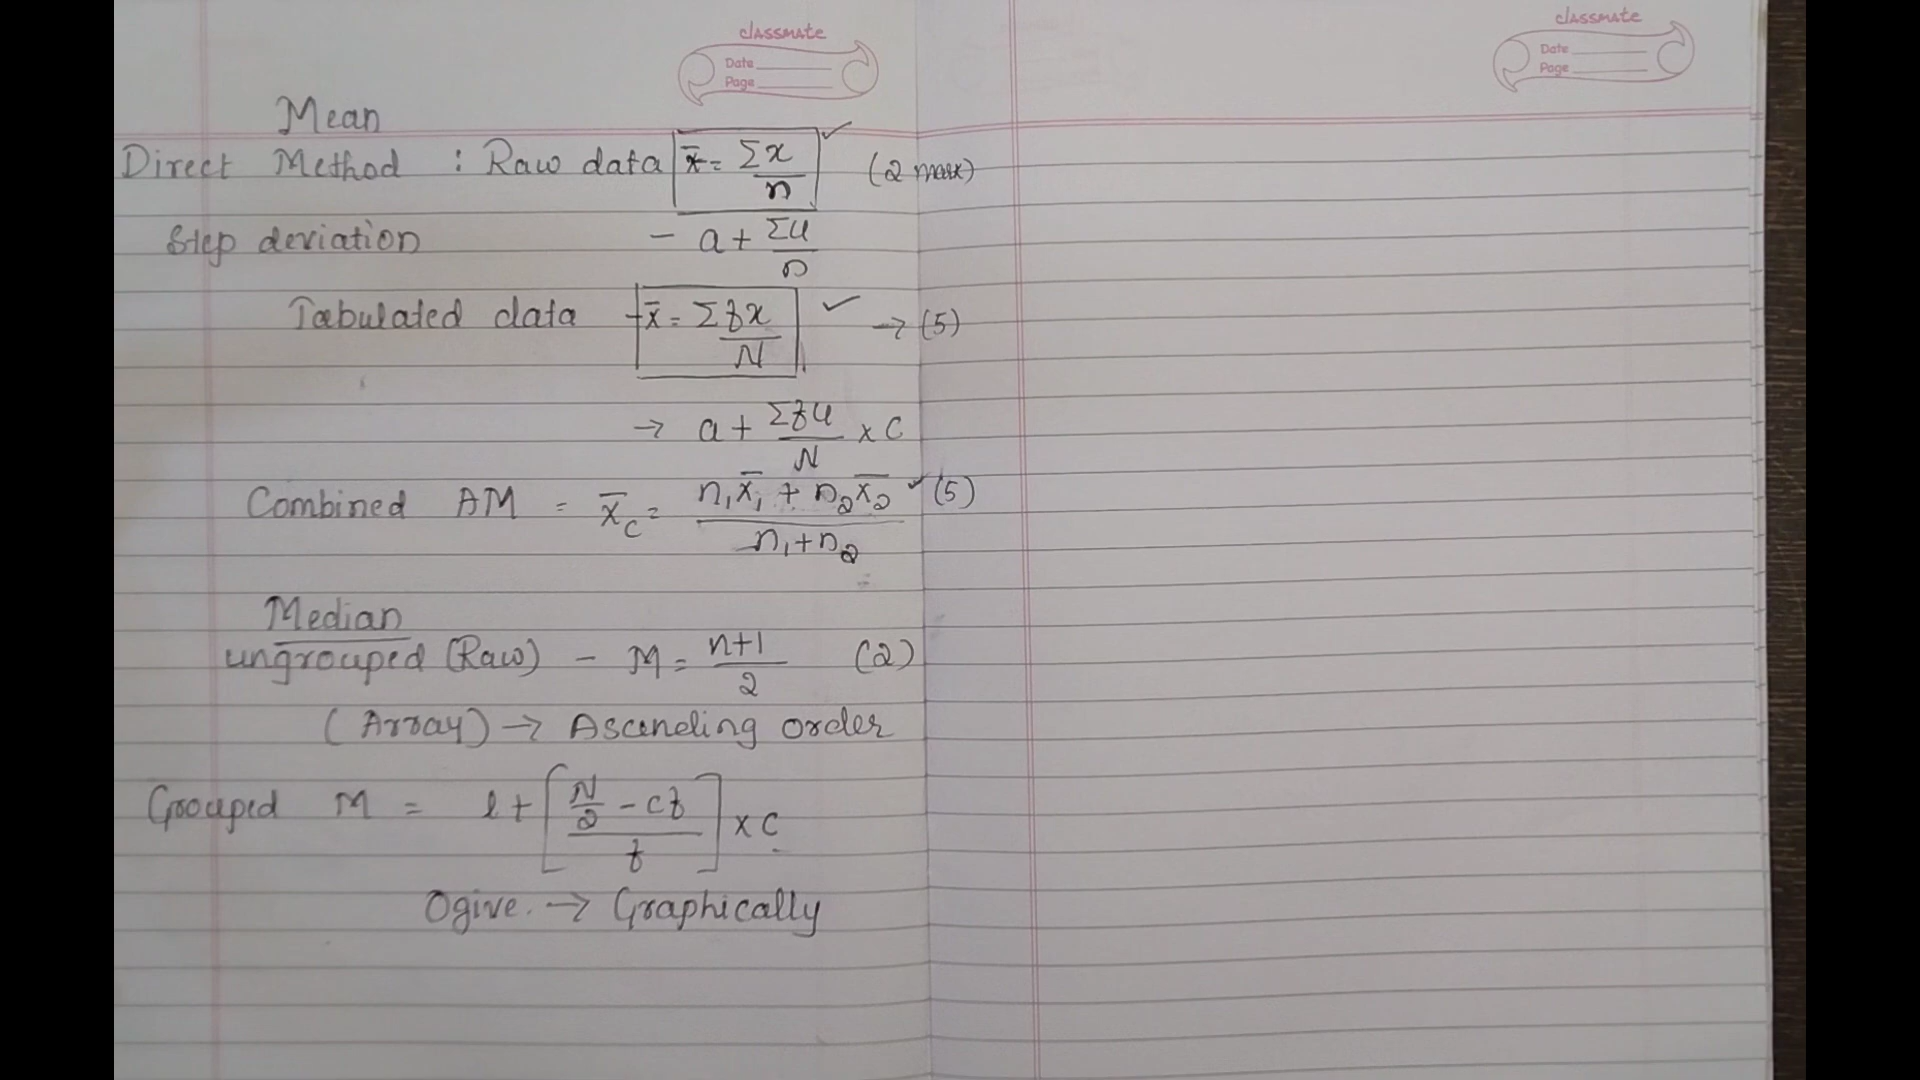 classmate
Date
Page
classmate
Date
Page
Mean
Direct Method : Raw data x̄ = Σx/n ✓ (2 mark)
Step deviation - a + Σu/n
Tabulated data x̄ = Σfx/N ✓ → (5)
→ a + Σfu/N × C
Combined AM = x̄c = n₁x̄₁ + n₂x̄₂ / n₁+n₂ ✓ (5)
Median
ungrouped (Raw) - M = n+1/2 (2)
(Array) → Ascending order
Grouped M = l + [N/2 - cf / f] × C
Ogive. → Graphically